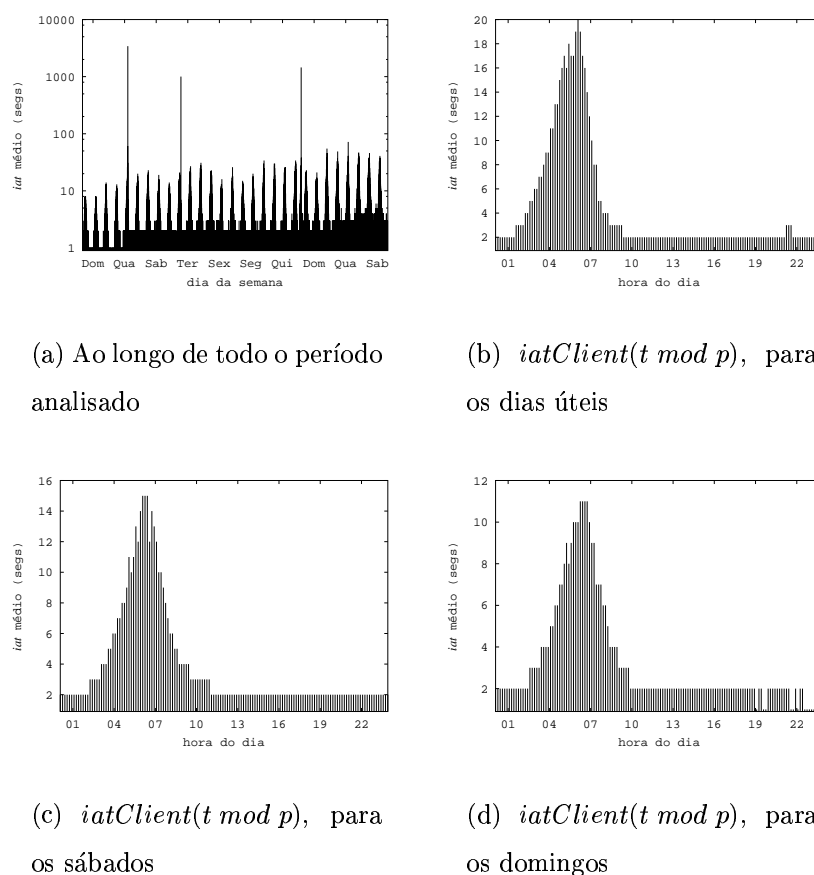 10000
1000
100
10
1
iat médio (segs)
Dom Qua Sab Ter Sex Seg Qui Dom Qua Sab
dia da semana
20
18
16
14
12
10
8
6
4
2
iat médio (segs)
01 04 07 10 13 16 19 22
hora do dia
(a) Ao longo de todo o período
analisado
(b) iatClient(t mod p), para
os dias úteis
16
14
12
10
8
6
4
2
iat médio (segs)
01 04 07 10 13 16 19 22
hora do dia
12
10
8
6
4
2
iat médio (segs)
01 04 07 10 13 16 19 22
hora do dia
(c) iatClient(t mod p), para
os sábados
(d) iatClient(t mod p), para
os domingos